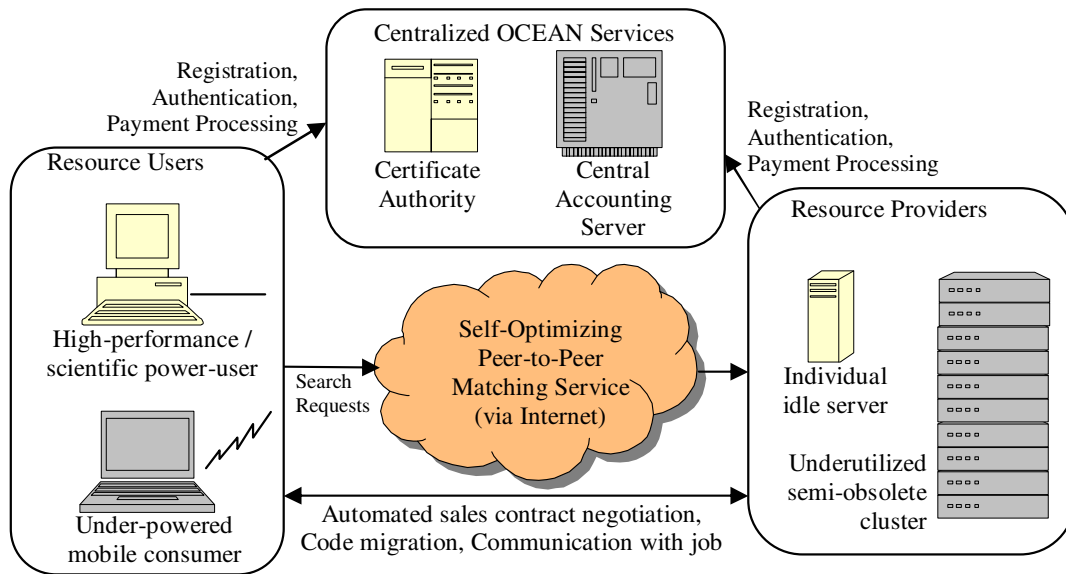 Centralized OCEAN Services
Certificate
Authority
Central
Accounting
Server
Registration,
Authentication,
Payment Processing
Registration,
Authentication,
Payment Processing
Resource Users
High-performance /
scientific power-user
Under-powered
mobile consumer
Search
Requests
Self-Optimizing
Peer-to-Peer
Matching Service
(via Internet)
Resource Providers
Individual
idle server
Underutilized
semi-obsolete
cluster
Automated sales contract negotiation,
Code migration, Communication with job